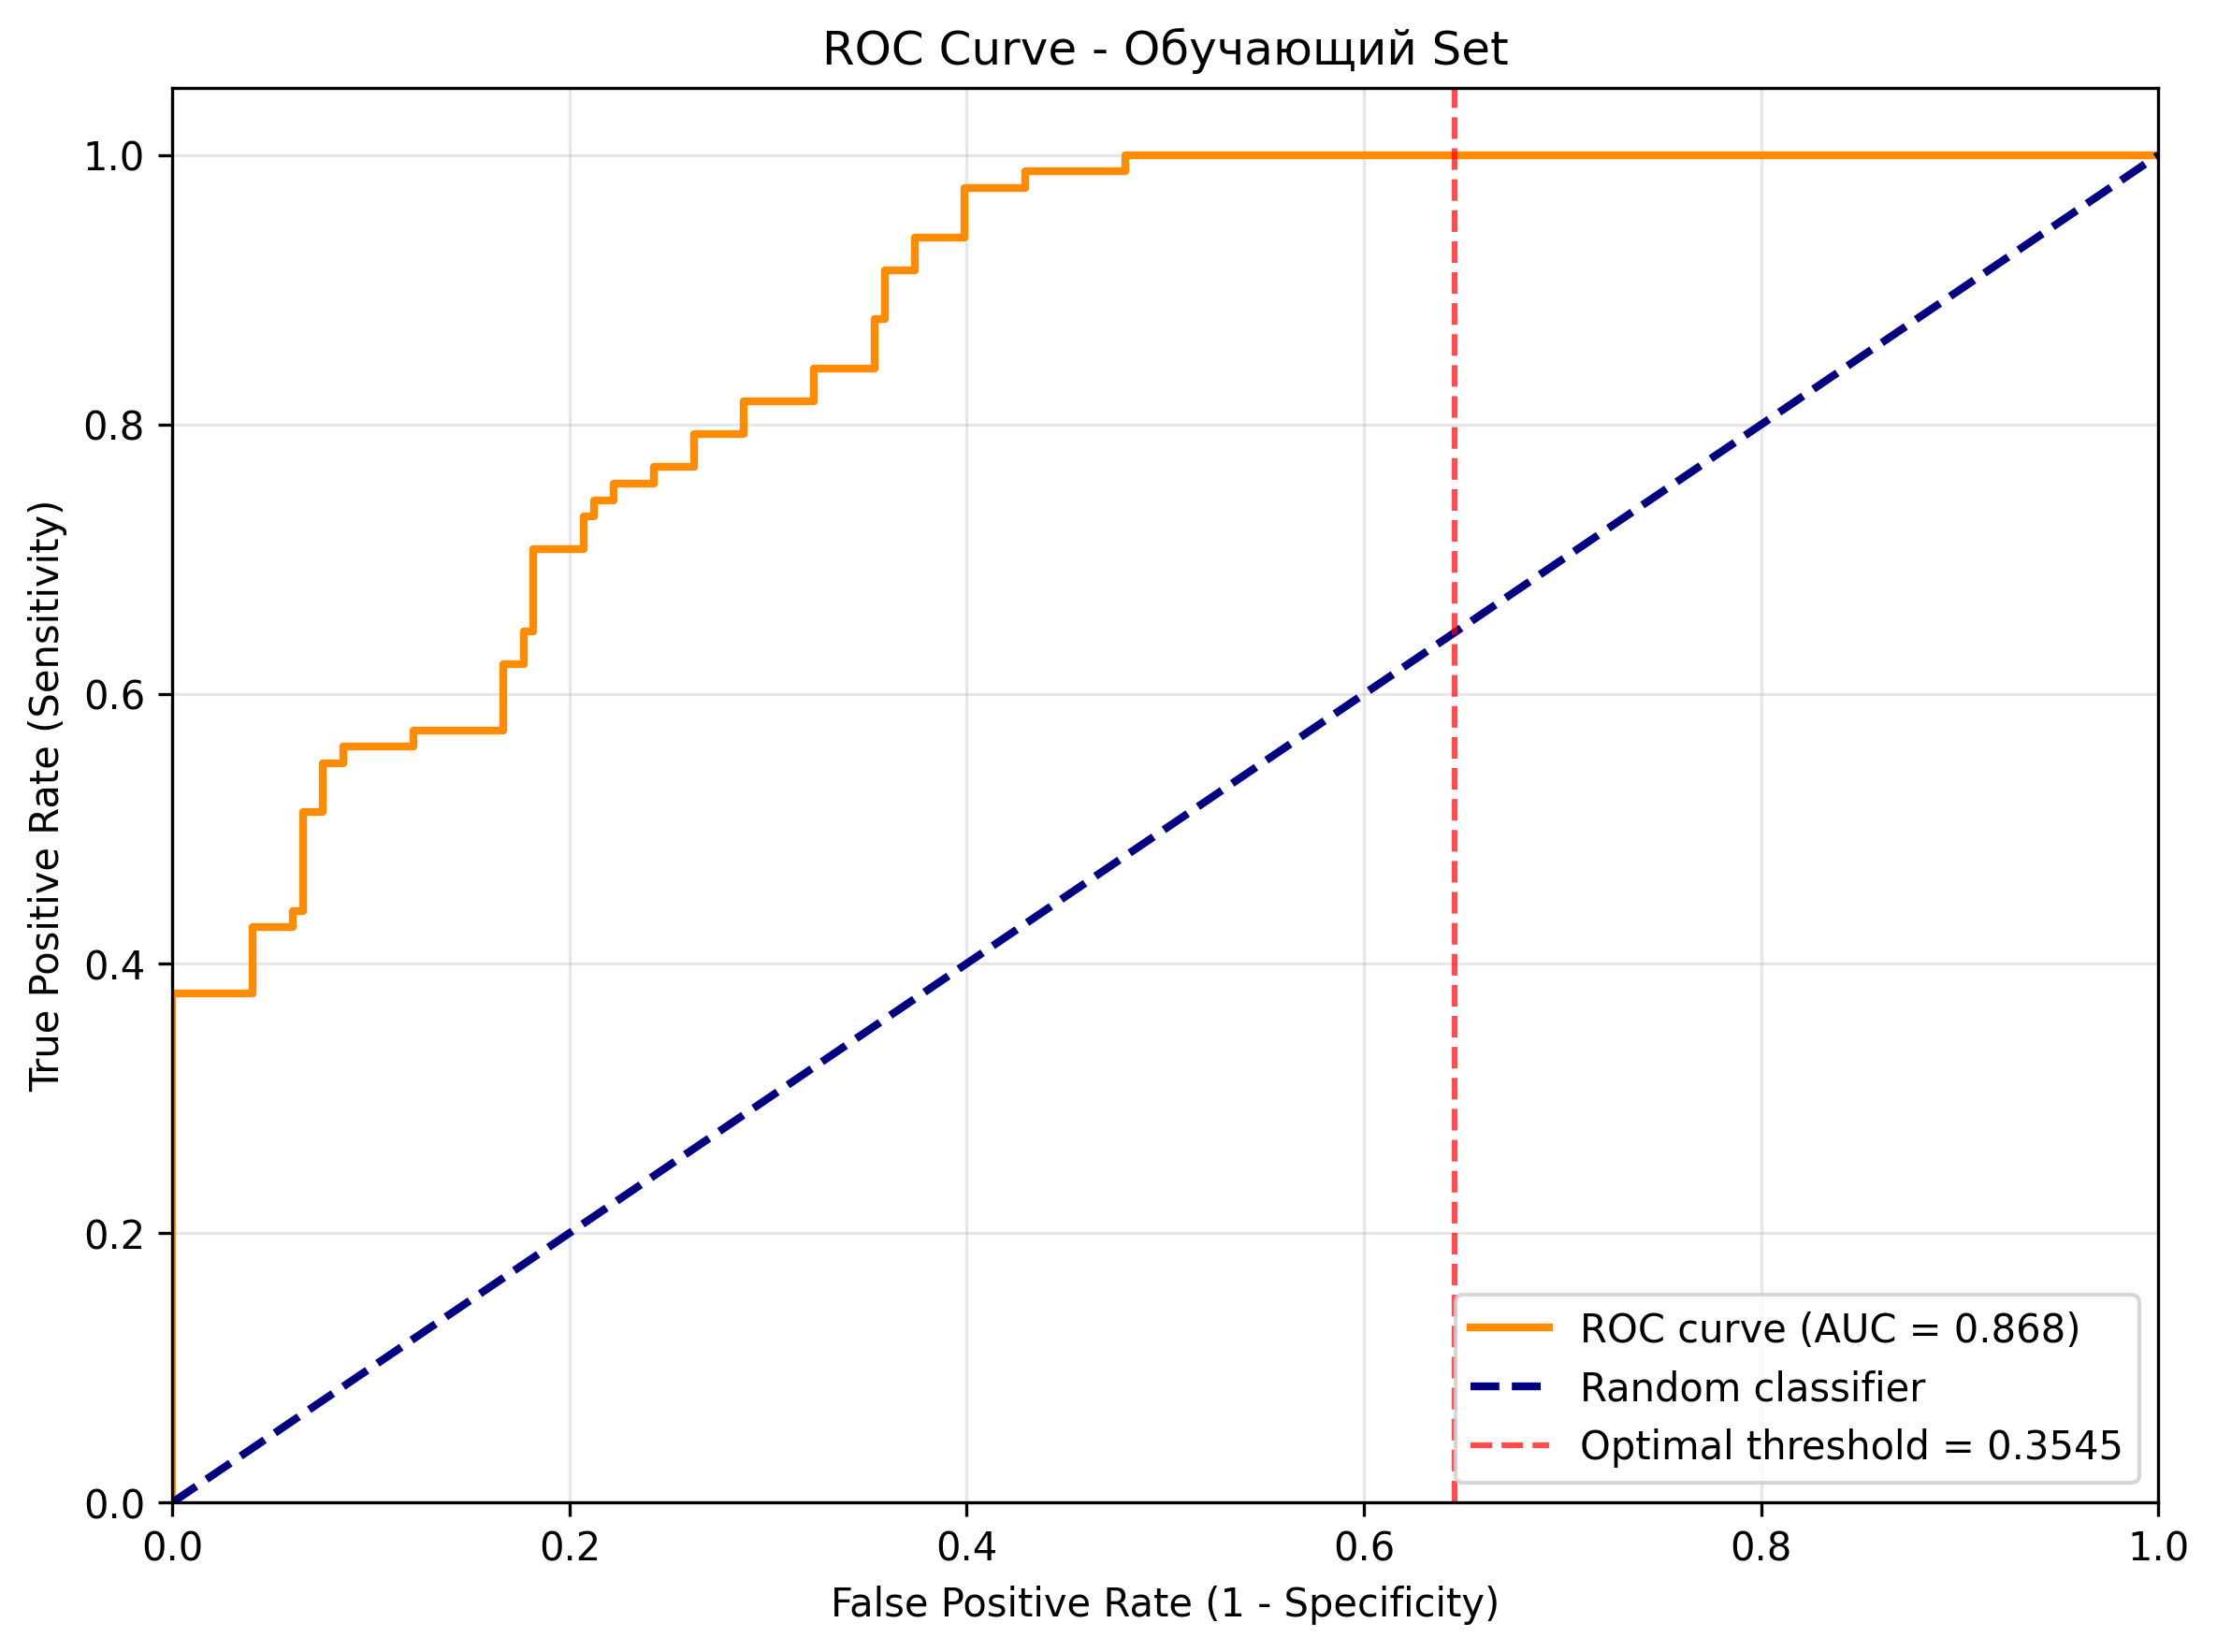 ROC Curve - Обучающий Set
True Positive Rate (Sensitivity)
1.0
0.8
0.6
0.4
0.2
0.0
0.0 0.2 0.4 0.6 0.8 1.0
False Positive Rate (1 - Specificity)
ROC curve (AUC = 0.868)
Random classifier
Optimal threshold = 0.3545